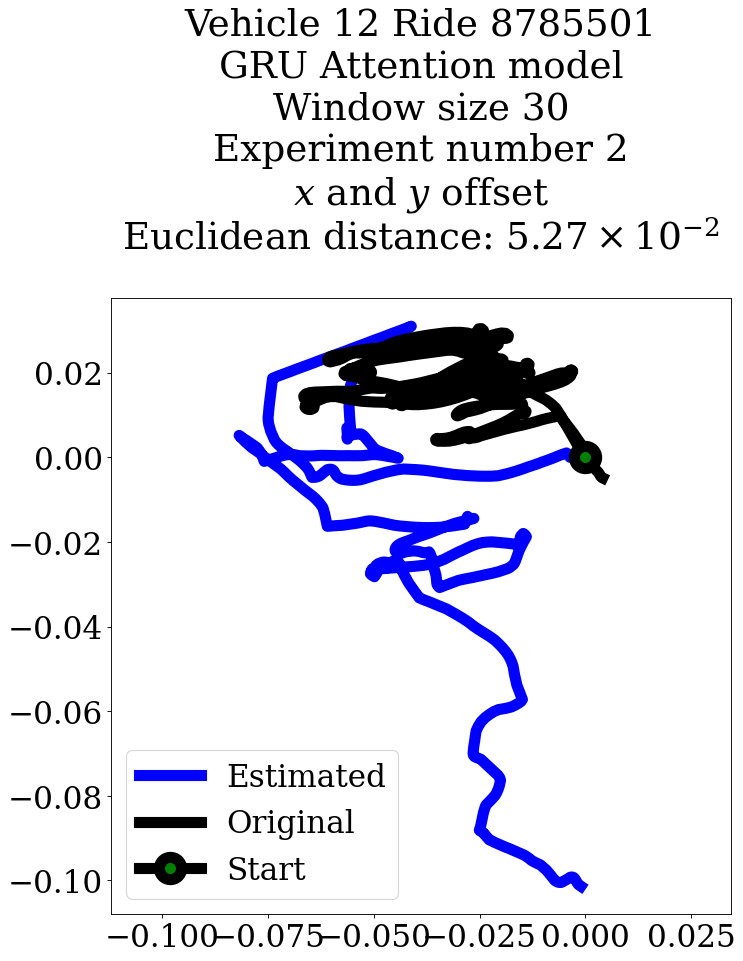 Vehicle 12 Ride 8785501
GRU Attention model
Window size 30
Experiment number 2
x and y offset
Euclidean distance: 5.27 × 10⁻²
0.02
0.00
−0.02
−0.04
−0.06
−0.08
−0.10
Estimated
Original
Start
−0.100 −0.075 −0.050 −0.025 0.000 0.025